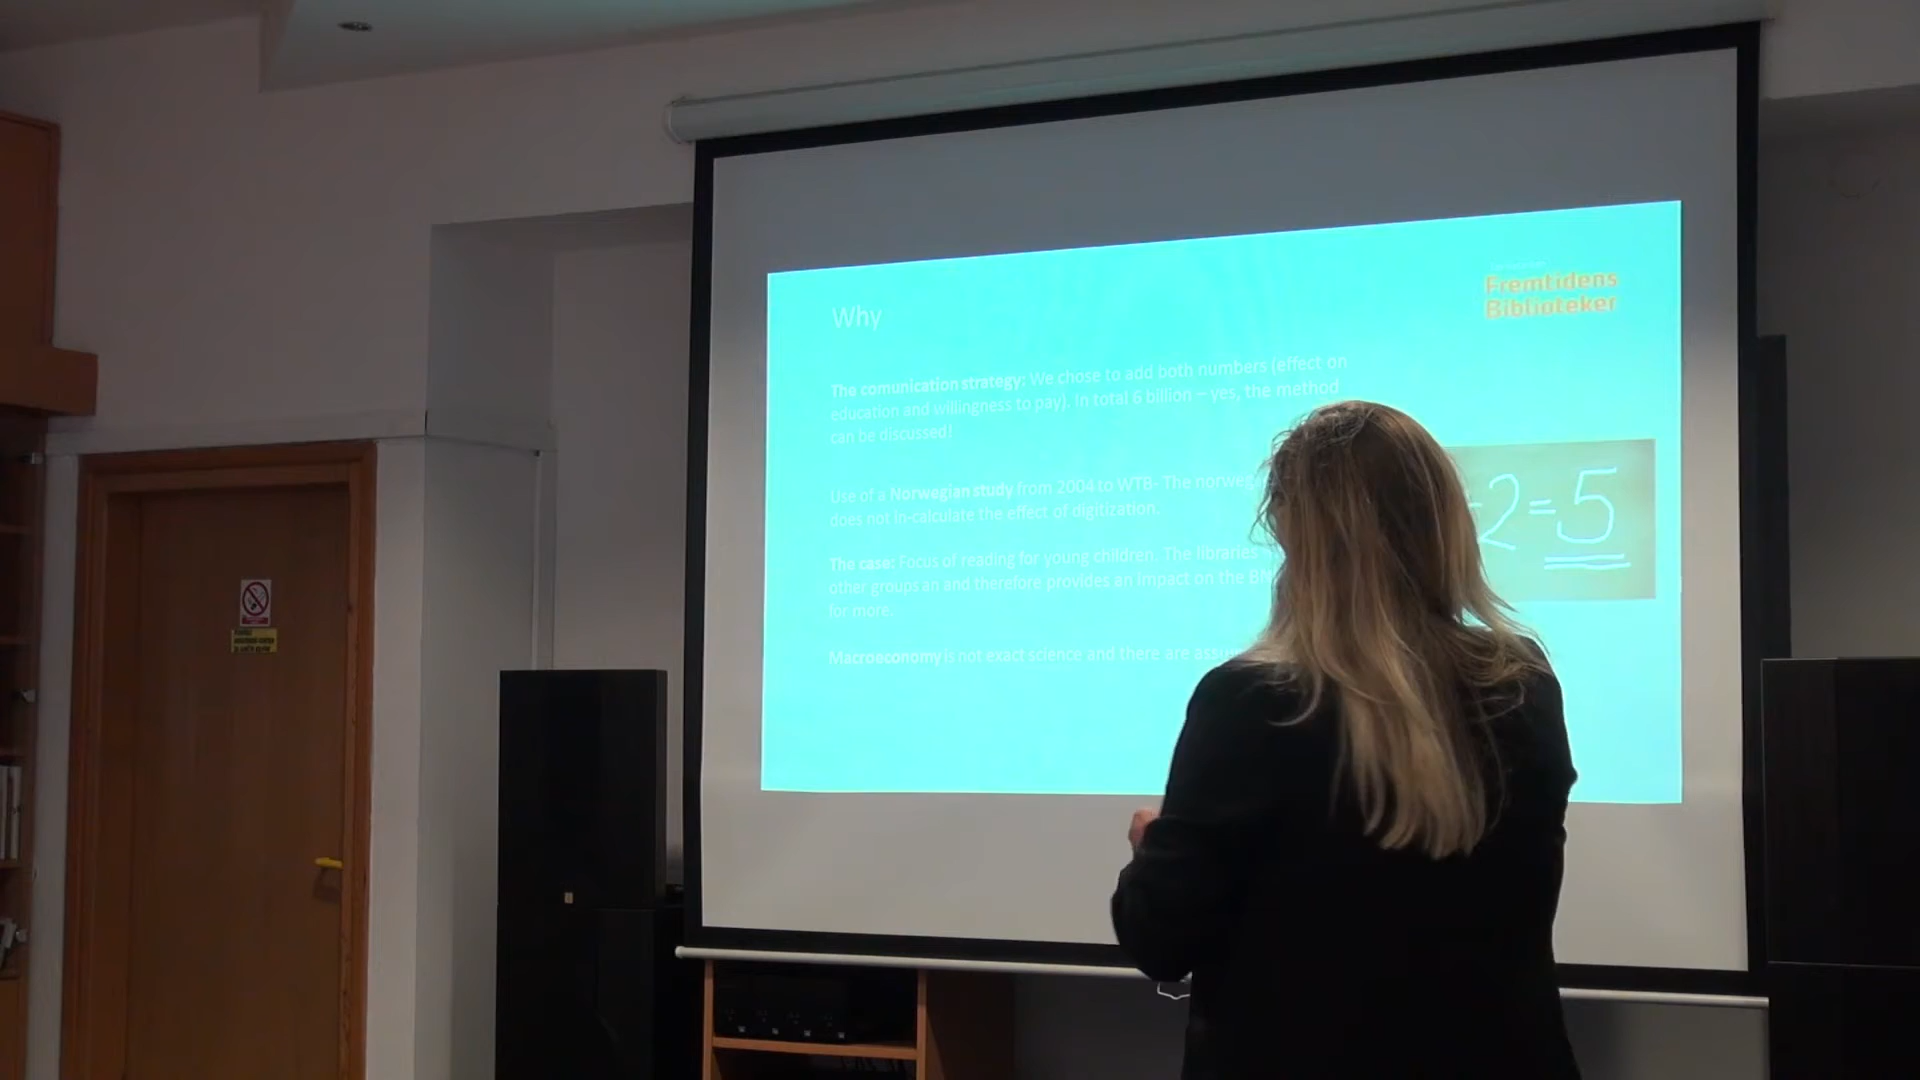 Why
Fremtidens
Biblioteker
The comunication strategy: We chose to add both numbers (effect on
education and willingness to pay). In total 6 billion – yes, the method
can be discussed!
Use of a Norwegian study from 2004 to WTB- The
does not in-calculate the effect of digitization.
The case: Focus of reading for young children. The libraries
other groups an and therefore provides an impact on the
for more.
Macroeconomy is not exact science and there are
2=5